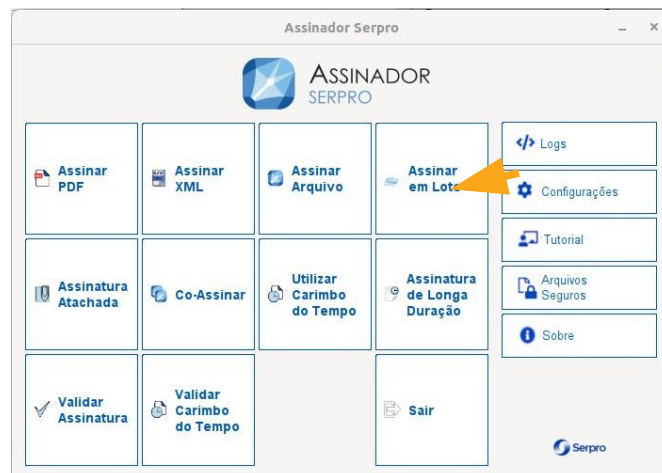 Assinador Serpro
ASSINADOR
SERPRO
Assinar
PDF
Assinar
XML
Assinar
Arquivo
Assinar
em Lote
Logs
Configurações
Tutorial
Arquivos
Seguros
Sobre
Assinatura
Atachada
Co-Assinar
Utilizar
Carimbo
do Tempo
Assinatura
de Longa
Duração
Validar
Assinatura
Validar
Carimbo
do Tempo
Sair
Serpro